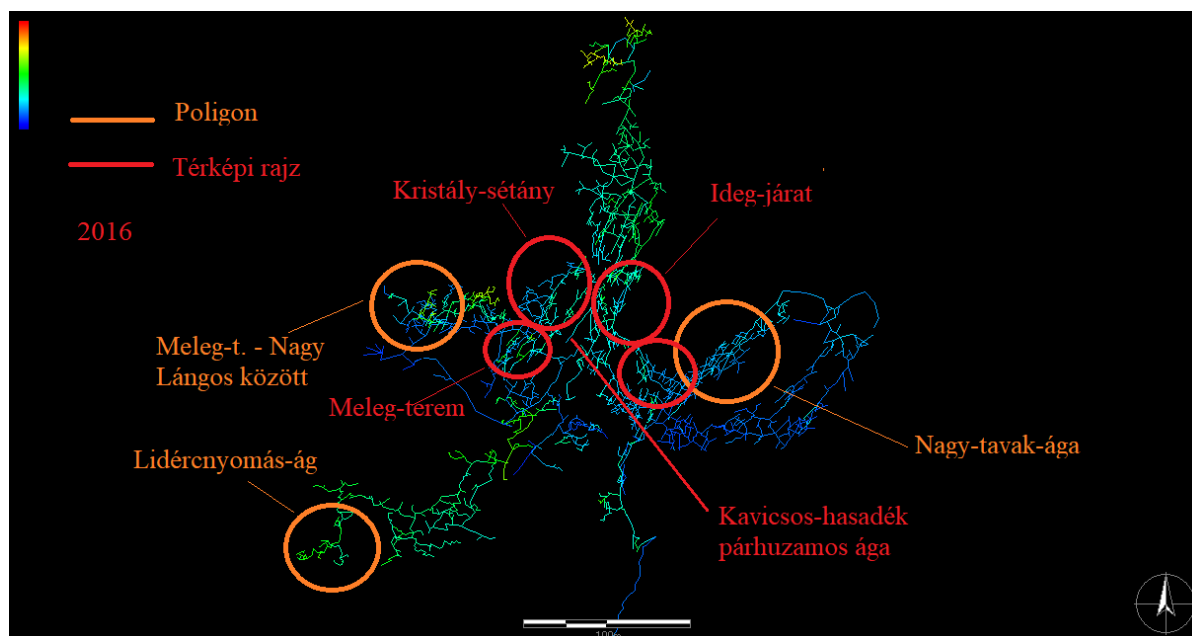 Poligon
Térképi rajz
2016
Kristály-sétány
Ideg-járat
Meleg-t. - Nagy
Lángos között
Meleg-terem
Nagy-tavak-ága
Lidércnyomás-ág
Kavicsos-hasadék
párhuzamos ága
100m